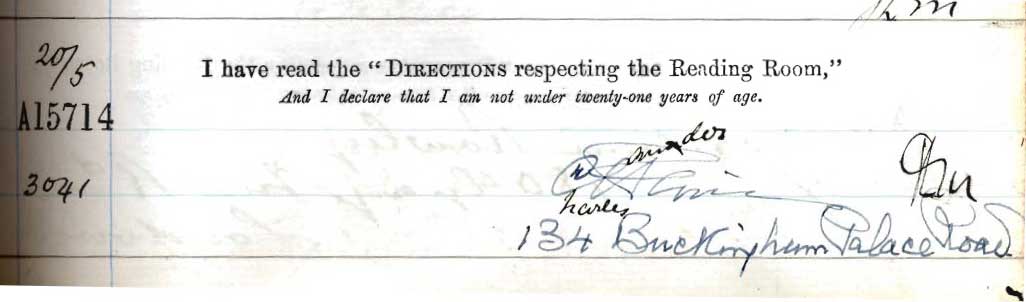 20/5
I have read the “DIRECTIONS respecting the Reading Room,”
And I declare that I am not under twenty-one years of age.
A15714
3041
harles
134 Buckingham Palace Road